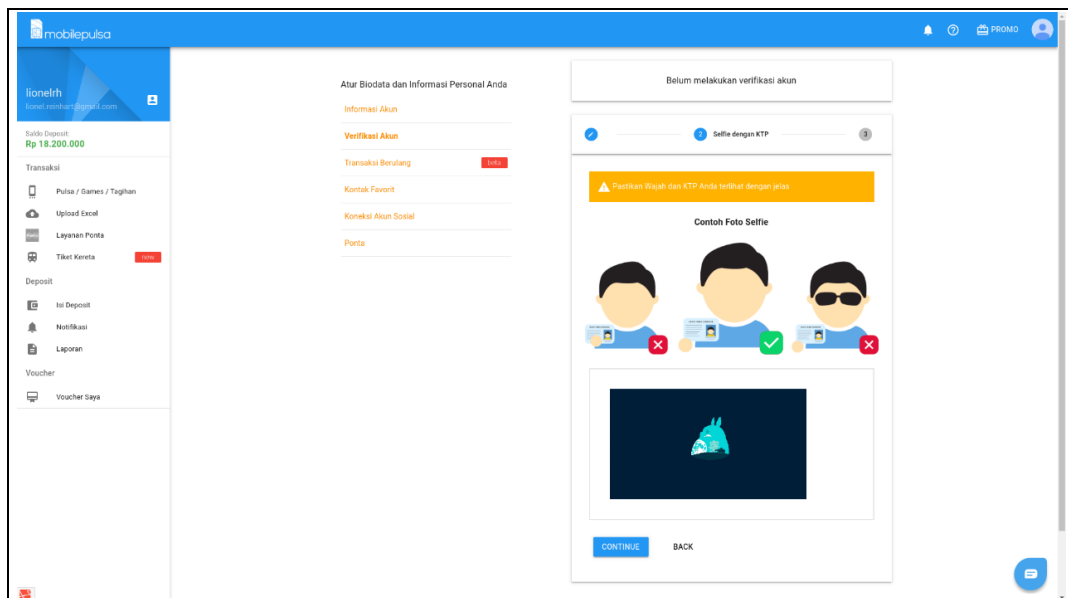 mobilepulsa
PROMO
lionelrh
lionel.reinhart@gmail.com
Saldo Deposit:
Rp 18.200.000
Transaksi
Pulsa / Games / Tagihan
Upload Excel
Layanan Ponta
Tiket Kereta
new
Deposit
Isi Deposit
Notifikasi
Laporan
Voucher
Voucher Saya
Atur Biodata dan Informasi Personal Anda
Informasi Akun
Verifikasi Akun
Transaksi Berulang
beta
Kontak Favorit
Koneksi Akun Sosial
Ponta
Belum melakukan verifikasi akun
2 Selfie dengan KTP
3
Pastikan Wajah dan KTP Anda terlihat dengan jelas
Contoh Foto Selfie
CONTINUE
BACK